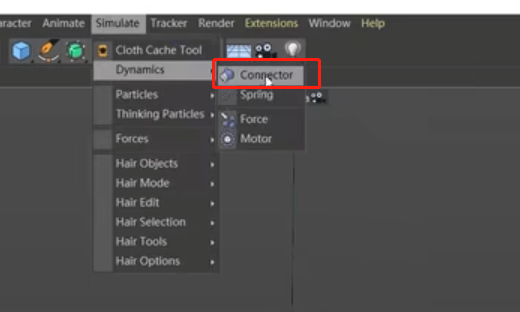 aracter Animate Simulate Tracker Render Extensions Window Help
Cloth Cache Tool
Dynamics
Connector
Spring
Particles
Thinking Particles
Force
Forces
Motor
Hair Objects
Hair Mode
Hair Edit
Hair Selection
Hair Tools
Hair Options